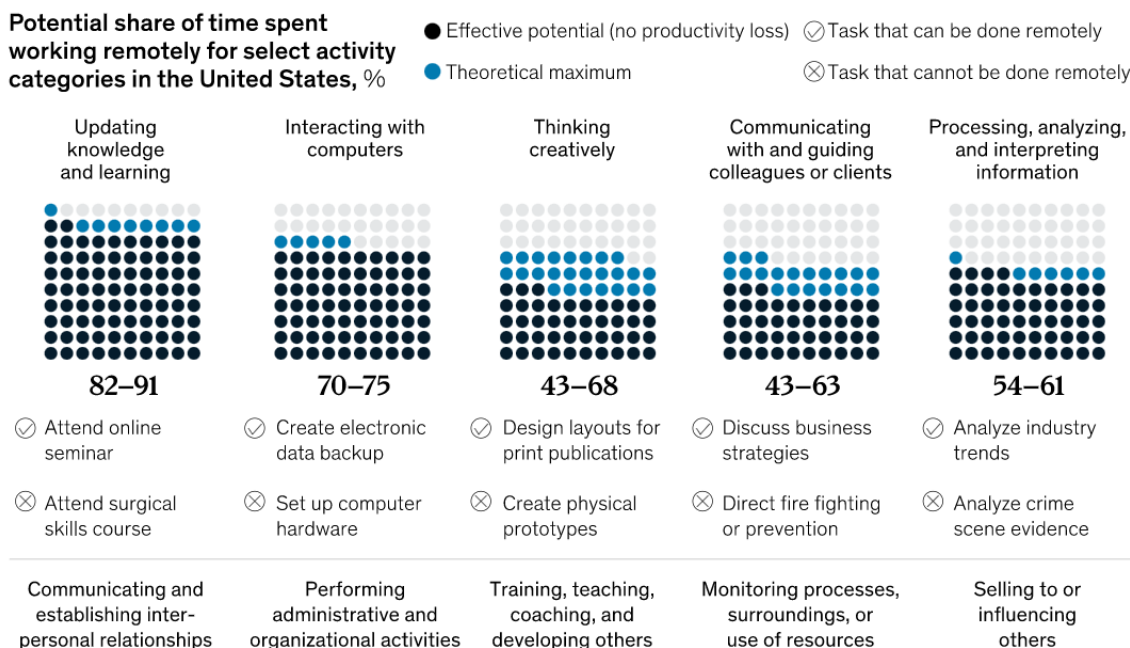 Potential share of time spent
working remotely for select activity
categories in the United States, %
Effective potential (no productivity loss)
Theoretical maximum
Task that can be done remotely
Task that cannot be done remotely
Updating
knowledge
and learning
Interacting with
computers
Thinking
creatively
Communicating
with and guiding
colleagues or clients
Processing, analyzing,
and interpreting
information
82–91
70–75
43–68
43–63
54–61
Attend online
seminar
Create electronic
data backup
Design layouts for
print publications
Discuss business
strategies
Analyze industry
trends
Attend surgical
skills course
Set up computer
hardware
Create physical
prototypes
Direct fire fighting
or prevention
Analyze crime
scene evidence
Communicating and
establishing inter-
personal relationships
Performing
administrative and
organizational activities
Training, teaching,
coaching, and
developing others
Monitoring processes,
surroundings, or
use of resources
Selling to or
influencing
others